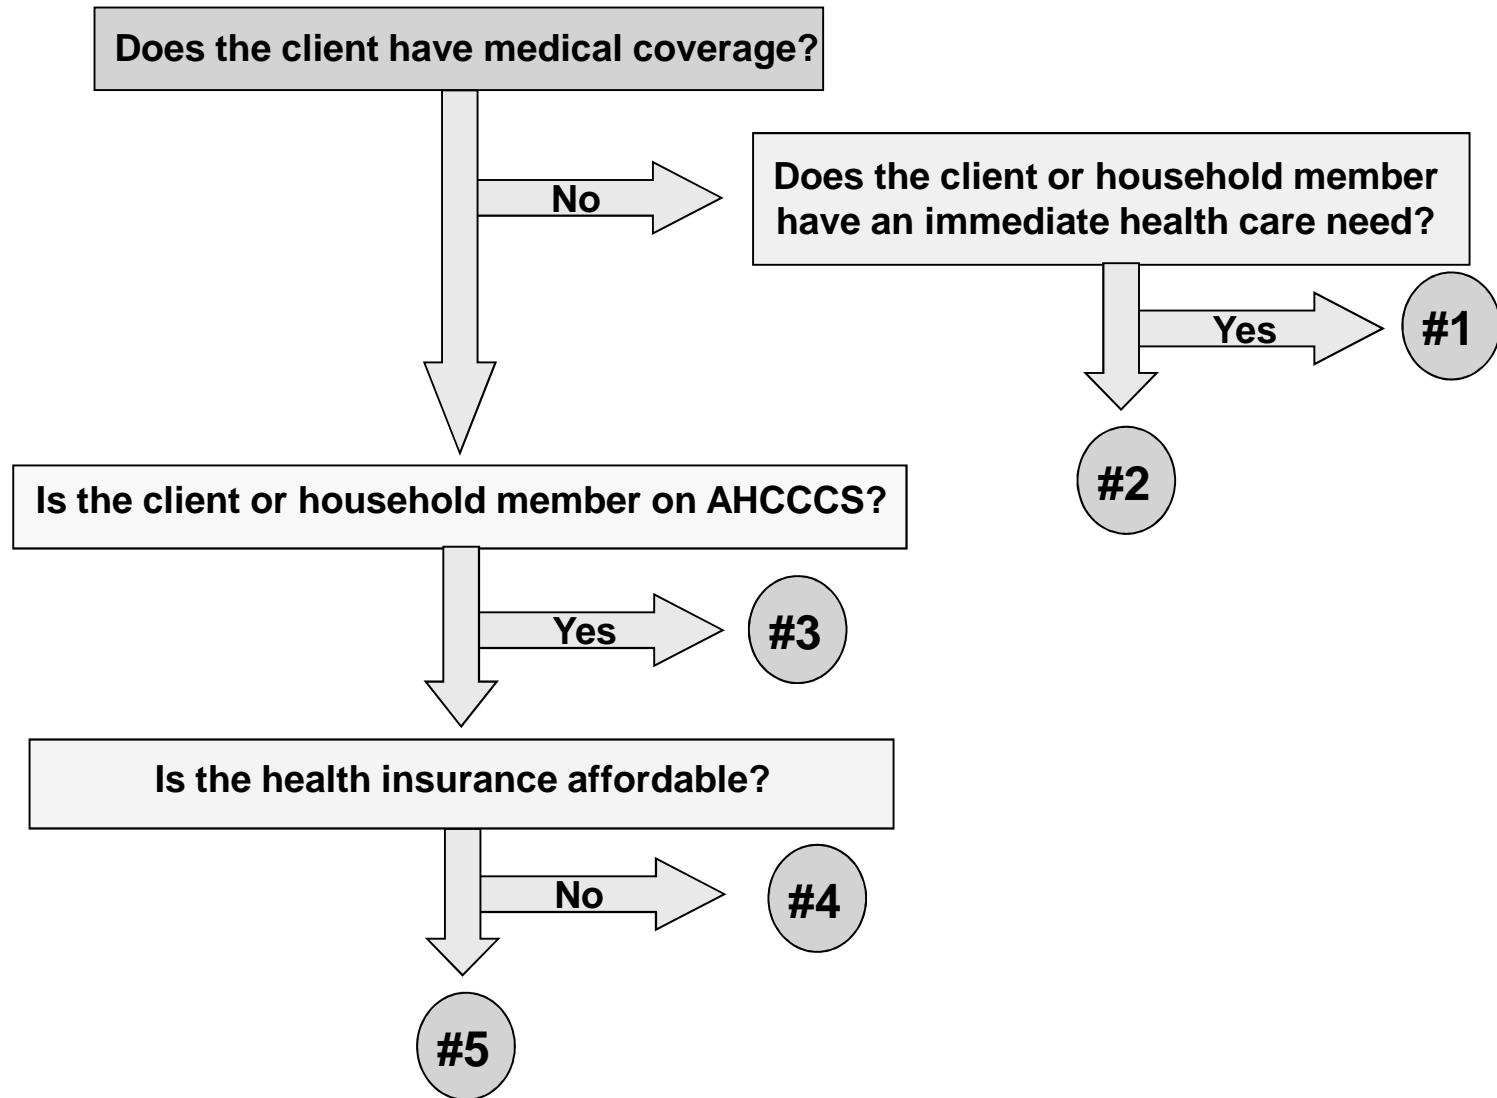 Does the client have medical coverage?
No
Does the client or household member
have an immediate health care need?
Yes
#1
#2
Is the client or household member on AHCCCS?
Yes
#3
Is the health insurance affordable?
No
#4
#5